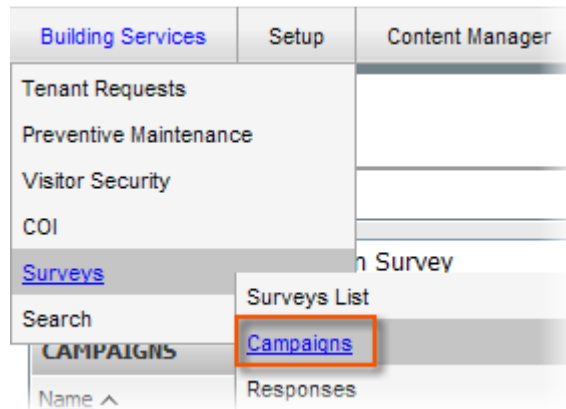 Building Services Setup Content Manager
Tenant Requests
Preventive Maintenance
Visitor Security
COI
Surveys
Search
n Survey
Surveys List
Campaigns
Responses
CAMPAIGNS
Name